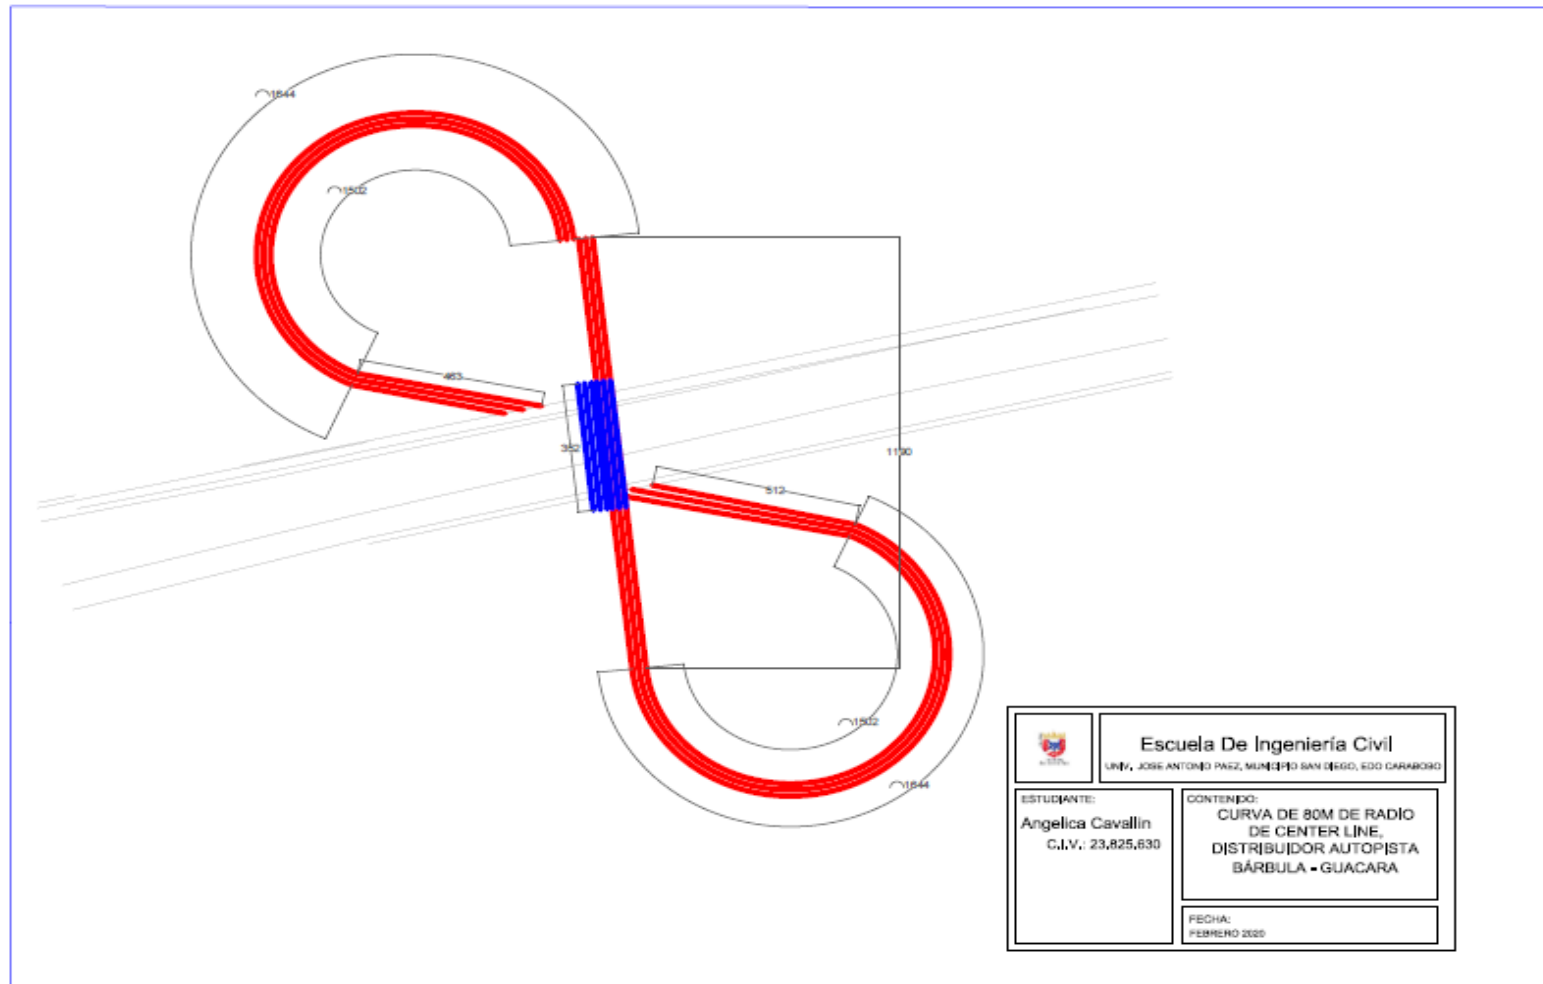 1644
1502
463
352
1190
512
1502
1644
Escuela De Ingeniería Civil
UNIV,. JOSE ANTONIO PAEZ, MUNICIPIO SAN DIEGO, EDO CARABOBO
ESTUDIANTE:
Angelica Cavallin
C.I.V.: 23,825,630
CONTENIDO:
CURVA DE 80M DE RADIO
DE CENTER LINE,
DISTRIBUIDOR AUTOPISTA
BÁRBULA - GUACARA
FECHA:
FEBRERO 2020